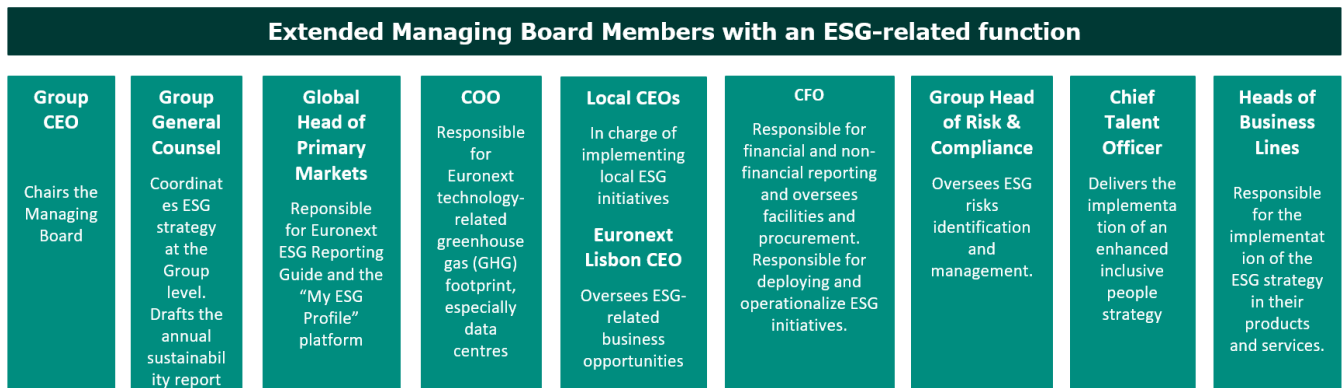 Extended Managing Board Members with an ESG-related function
Group
CEO
Chairs the
Managing
Board
Group
General
Counsel
Coordinat
es ESG
strategy
at the
Group
level.
Drafts the
annual
sustainabil
ity report
Global
Head of
Primary
Markets
Reponsible
for Euronext
ESG Reporting
Guide and the
“My ESG
Profile”
platform
COO
Responsible
for
Euronext
technology-
related
greenhouse
gas (GHG)
footprint,
especially
data
centres
Local CEOs
In charge of
implementing
local ESG
initiatives
Euronext
Lisbon CEO
Oversees ESG-
related
business
opportunities
CFO
Responsible for
financial and non-
financial reporting
and oversees
facilities and
procurement.
Responsible for
deploying and
operationalize ESG
initiatives.
Group Head
of Risk &
Compliance
Oversees ESG
risks
identification
and
management.
Chief
Talent
Officer
Delivers the
implementa
tion of an
enhanced
inclusive
people
strategy
Heads of
Business
Lines
Responsible
for the
implementat
ion of the
ESG strategy
in their
products
and services.